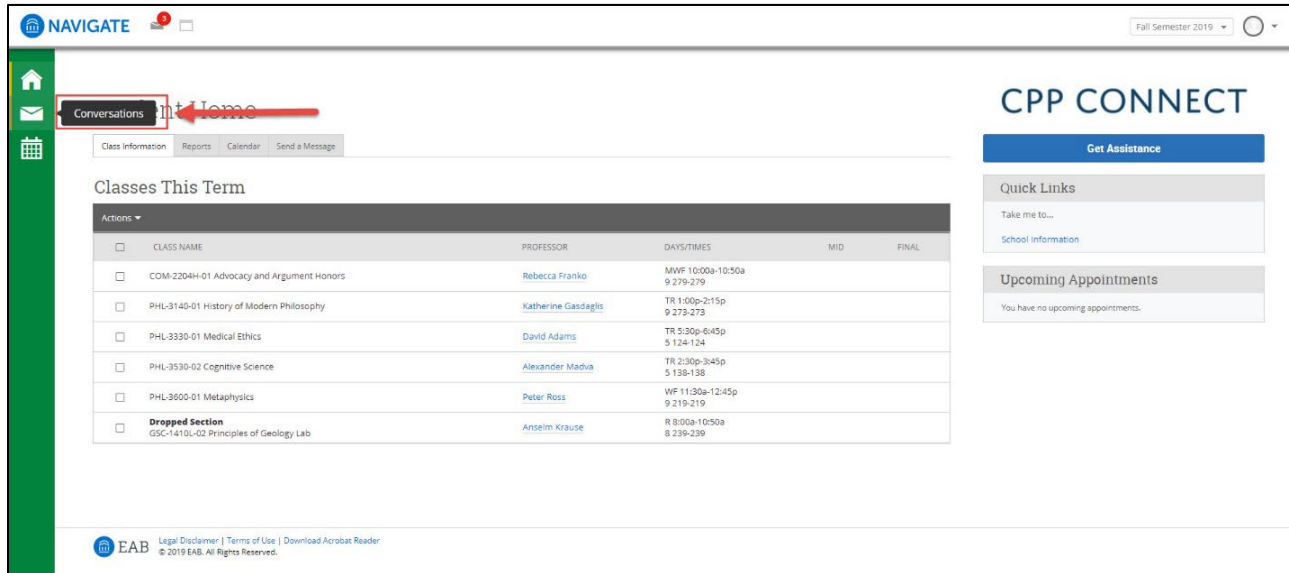 NAVIGATE
3
Fall Semester 2019
Conversations
ent Home
Class Information Reports Calendar Send a Message
Classes This Term
Actions
CLASS NAME PROFESSOR DAYS/TIMES MID FINAL
COM-2204H-01 Advocacy and Argument Honors Rebecca Franko MWF 10:00a-10:50a
9 279-279
PHL-3140-01 History of Modern Philosophy Katherine Gasdaglis TR 1:00p-2:15p
9 273-273
PHL-3330-01 Medical Ethics David Adams TR 5:30p-6:45p
5 124-124
PHL-3530-02 Cognitive Science Alexander Madva TR 2:30p-3:45p
5 138-138
PHL-3600-01 Metaphysics Peter Ross WF 11:30a-12:45p
9 219-219
Dropped Section
GSC-1410L-02 Principles of Geology Lab Anselm Krause R 8:00a-10:50a
8 239-239
CPP CONNECT
Get Assistance
Quick Links
Take me to...
School Information
Upcoming Appointments
You have no upcoming appointments.
EAB Legal Disclaimer | Terms of Use | Download Acrobat Reader
© 2019 EAB. All Rights Reserved.